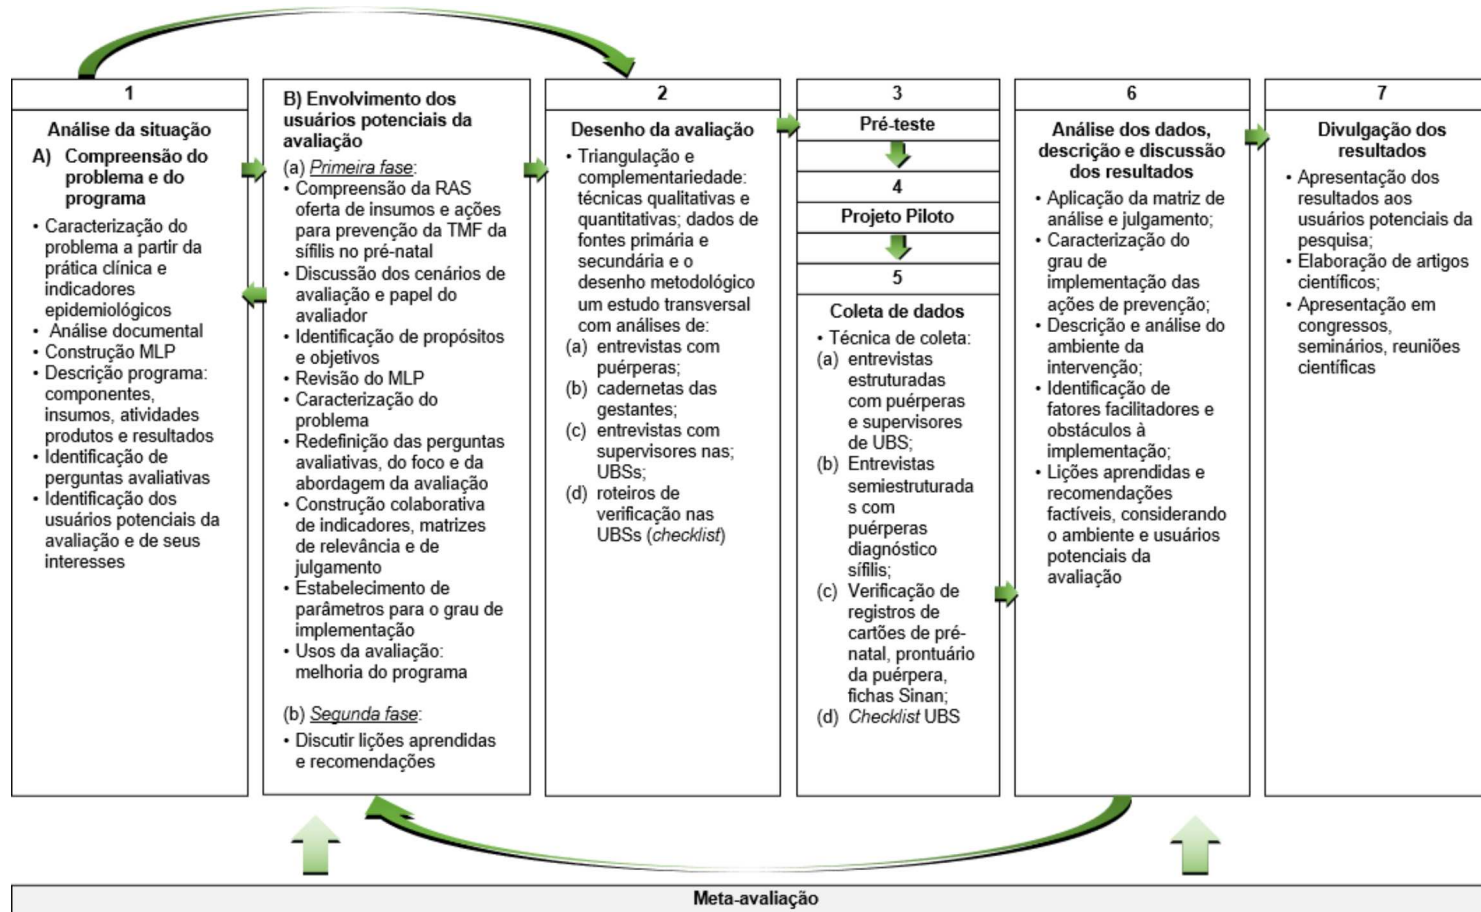 1
Análise da situação
A) Compreensão do
problema e do
programa
• Caracterização do
problema a partir da
prática clínica e
indicadores
epidemiológicos
• Análise documental
• Construção MLP
• Descrição programa:
componentes,
insumos, atividades
produtos e resultados
• Identificação de
perguntas avaliativas
• Identificação dos
usuários potenciais da
avaliação e de seus
interesses
B) Envolvimento dos
usuários potenciais da
avaliação
(a) Primeira fase:
• Compreensão da RAS
oferta de insumos e ações
para prevenção da TMF da
sífilis no pré-natal
• Discussão dos cenários de
avaliação e papel do
avaliador
• Identificação de propósitos
e objetivos
• Revisão do MLP
• Caracterização do
problema
• Redefinição das perguntas
avaliativas, do foco e da
abordagem da avaliação
• Construção colaborativa
de indicadores, matrizes
de relevância e de
julgamento
• Estabelecimento de
parâmetros para o grau de
implementação
• Usos da avaliação:
melhoria do programa
(b) Segunda fase:
• Discutir lições aprendidas
e recomendações
2
Desenho da avaliação
• Triangulação e
complementariedade:
técnicas qualitativas e
quantitativas; dados de
fontes primária e
secundária e o
desenho metodológico
um estudo transversal
com análises de:
(a) entrevistas com
puérperas;
(b) cadernetas das
gestantes;
(c) entrevistas com
supervisores nas;
UBSs;
(d) roteiros de
verificação nas
UBSs (checklist)
3
Pré-teste
4
Projeto Piloto
5
Coleta de dados
• Técnica de coleta:
(a) entrevistas
estruturadas
com puérperas
e supervisores
de UBS;
(b) Entrevistas
semiestruturada
s com
puérperas
diagnóstico
sífilis;
(c) Verificação de
registros de
cartões de pré-
natal, prontuário
da puérpera,
fichas Sinan;
(d) Checklist UBS
6
Análise dos dados,
descrição e discussão
dos resultados
• Aplicação da matriz de
análise e julgamento;
• Caracterização do
grau de
implementação das
ações de prevenção;
• Descrição e análise do
ambiente da
intervenção;
• Identificação de
fatores facilitadores e
obstáculos à
implementação;
• Lições aprendidas e
recomendações
factíveis, considerando
o ambiente e usuários
potenciais da
avaliação
7
Divulgação dos
resultados
• Apresentação dos
resultados aos
usuários potenciais da
pesquisa;
• Elaboração de artigos
científicos;
• Apresentação em
congressos,
seminários, reuniões
científicas
Meta-avaliação